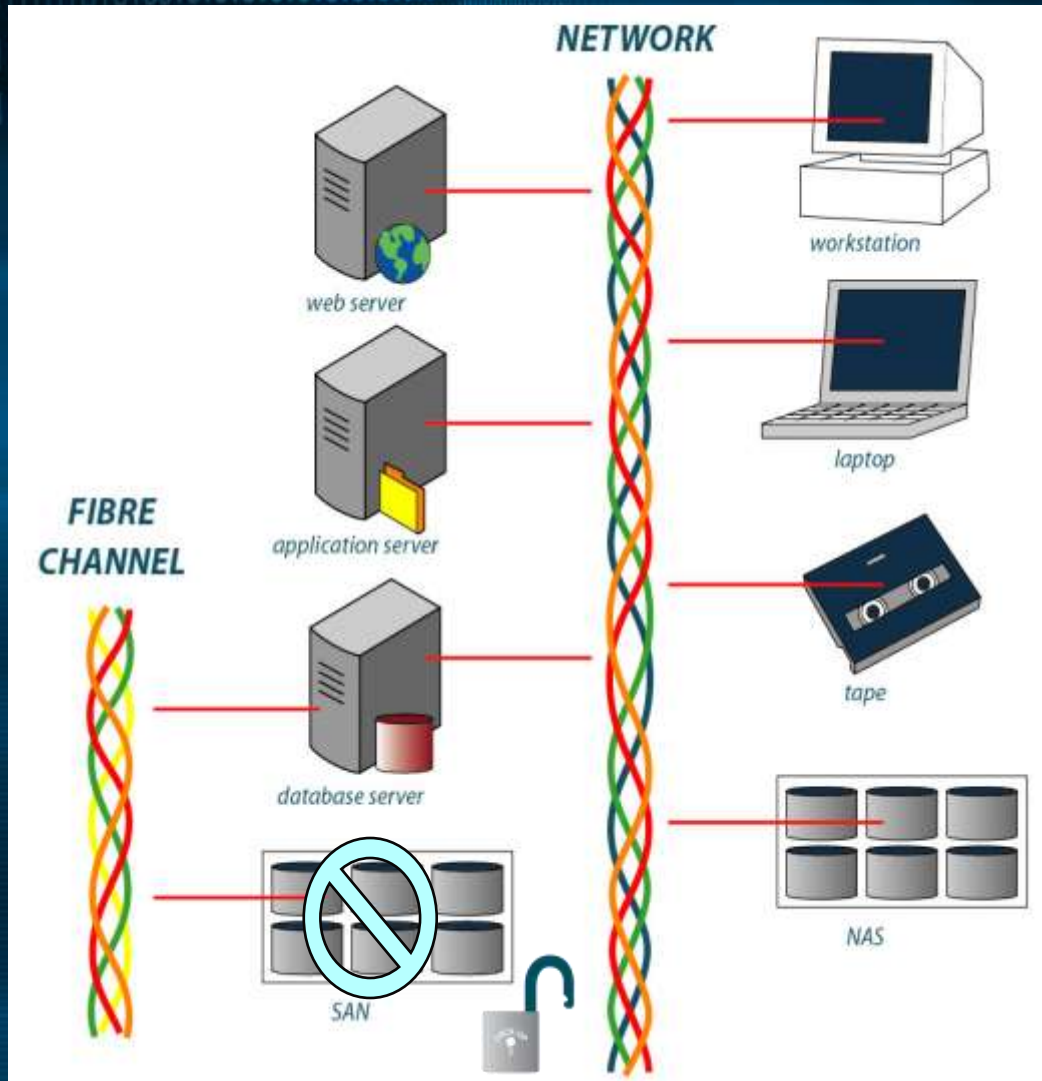 NETWORK
workstation
web server
laptop
application server
FIBRE
CHANNEL
tape
database server
NAS
SAN